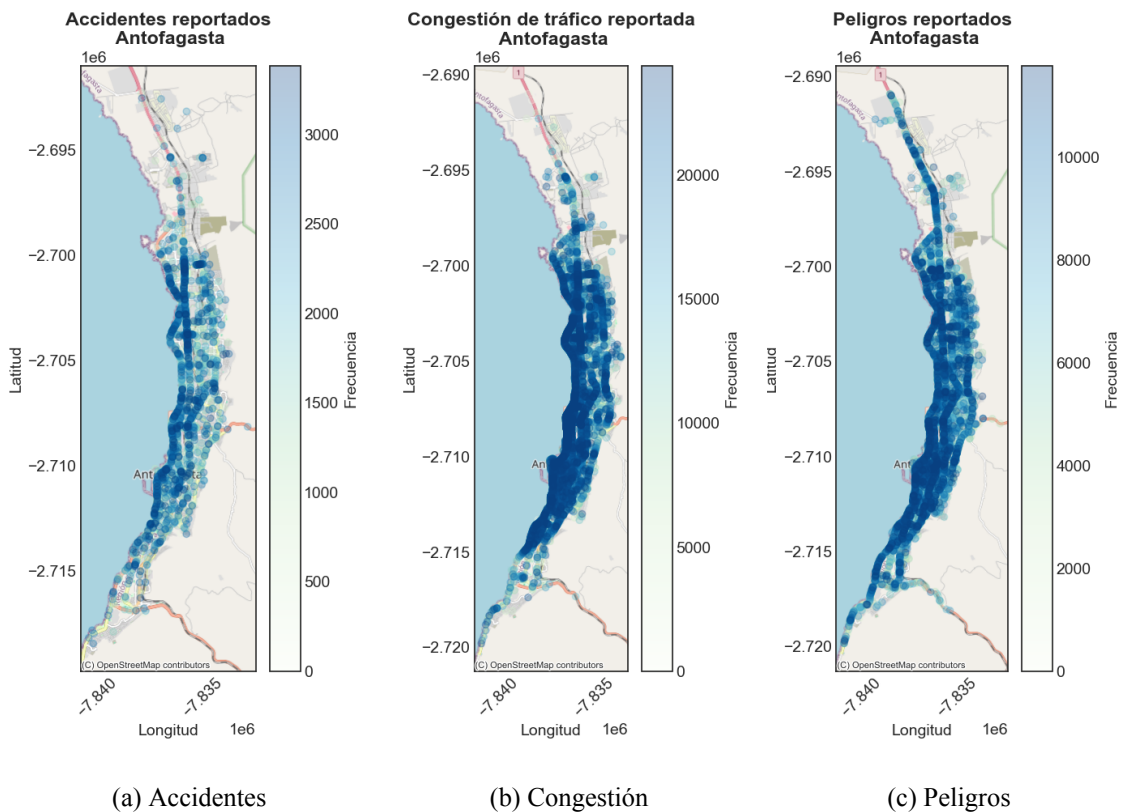 Accidentes reportados
Antofagasta
1e6
−2.695
−2.700
−2.705
−2.710
−2.715
Latitud
−7.840
−7.835
Longitud
1e6
(C) OpenStreetMap contributors
3000
2500
2000
1500
1000
500
0
Frecuencia
Congestión de tráfico reportada
Antofagasta
1e6
−2.690
−2.695
−2.700
−2.705
−2.710
−2.715
−2.720
Latitud
1
−7.840
−7.835
Longitud
1e6
(C) OpenStreetMap contributors
20000
15000
10000
5000
0
Frecuencia
Peligros reportados
Antofagasta
1e6
−2.690
−2.695
−2.700
−2.705
−2.710
−2.715
−2.720
Latitud
1
−7.840
−7.835
Longitud
1e6
(C) OpenStreetMap contributors
10000
8000
6000
4000
2000
0
Frecuencia
(a) Accidentes
(b) Congestión
(c) Peligros